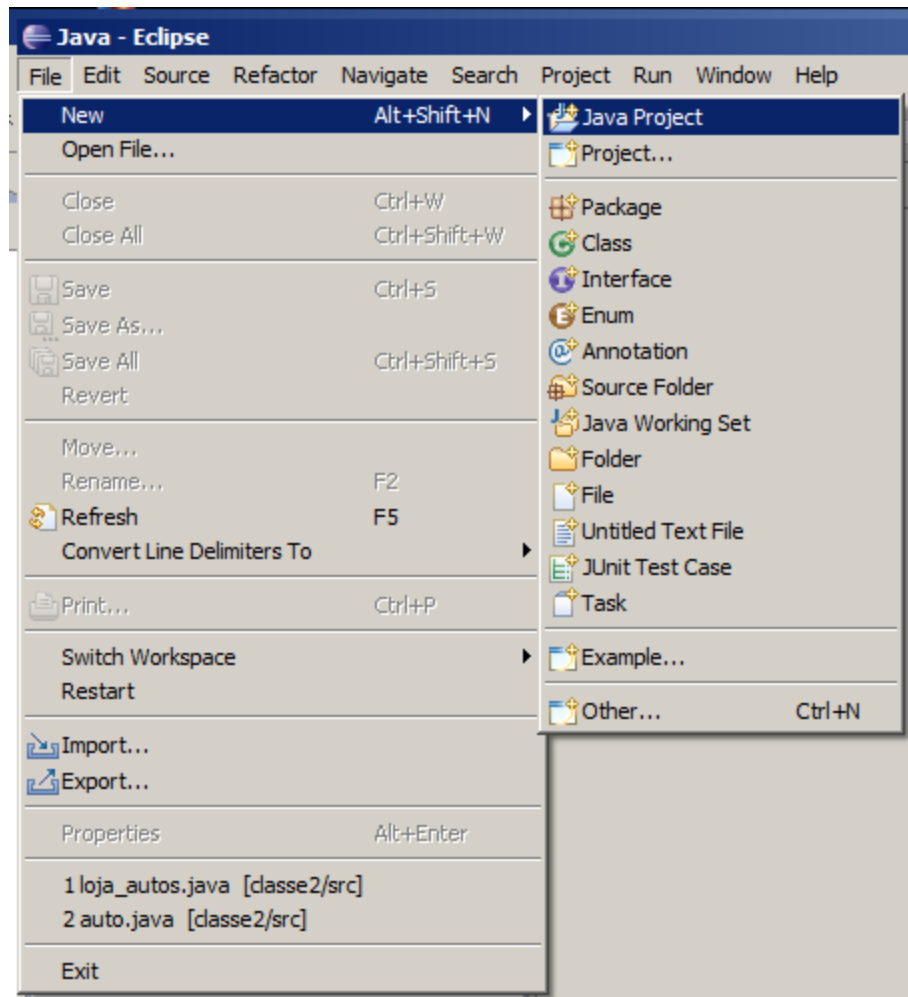 Java - Eclipse
File Edit Source Refactor Navigate Search Project Run Window Help
New Alt+Shift+N
Open File...
Close Ctrl+W
Close All Ctrl+Shift+W
Save Ctrl+S
Save As...
Save All Ctrl+Shift+S
Revert
Move...
Rename... F2
Refresh F5
Convert Line Delimiters To
Print... Ctrl+P
Switch Workspace
Restart
Import...
Export...
Properties Alt+Enter
1 loja_autos.java [classe2/src]
2 auto.java [classe2/src]
Exit
Java Project
Project...
Package
Class
Interface
Enum
Annotation
Source Folder
Java Working Set
Folder
File
Untitled Text File
JUnit Test Case
Task
Example...
Other... Ctrl+N